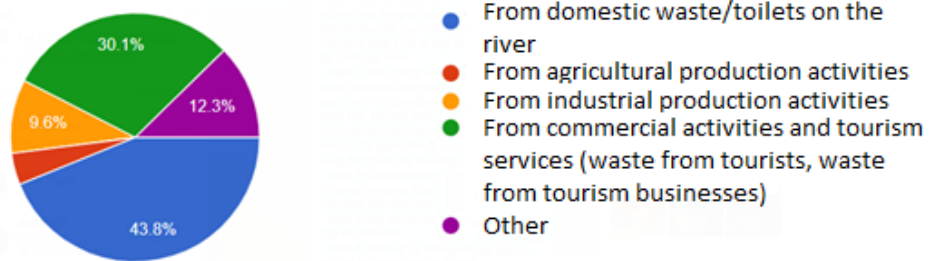 30.1%
12.3%
9.6%
43.8%
From domestic waste/toilets on the
river
From agricultural production activities
From industrial production activities
From commercial activities and tourism
services (waste from tourists, waste
from tourism businesses)
Other